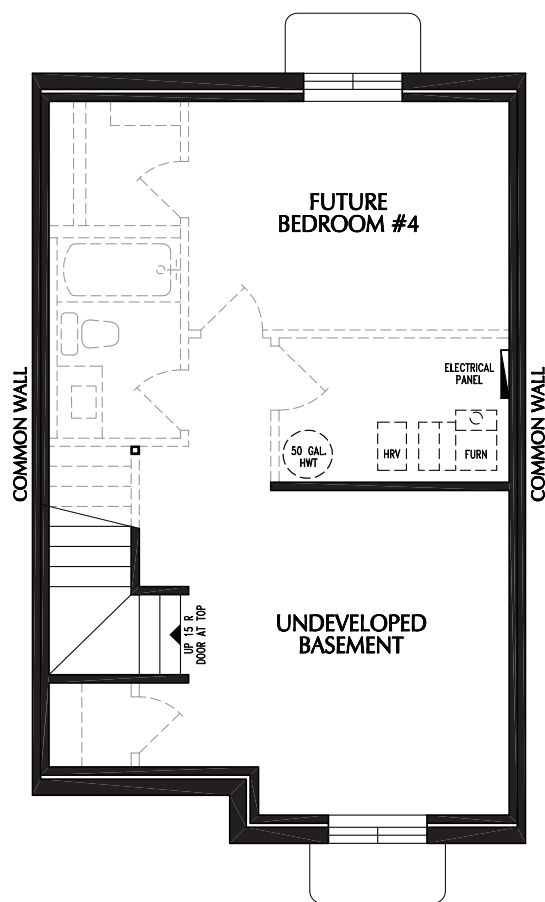 FUTURE
BEDROOM #4
ELECTRICAL
PANEL
COMMON WALL
COMMON WALL
50 GAL.
HWT
HRV
FURN
UP 15 R
DOOR AT TOP
UNDEVELOPED
BASEMENT